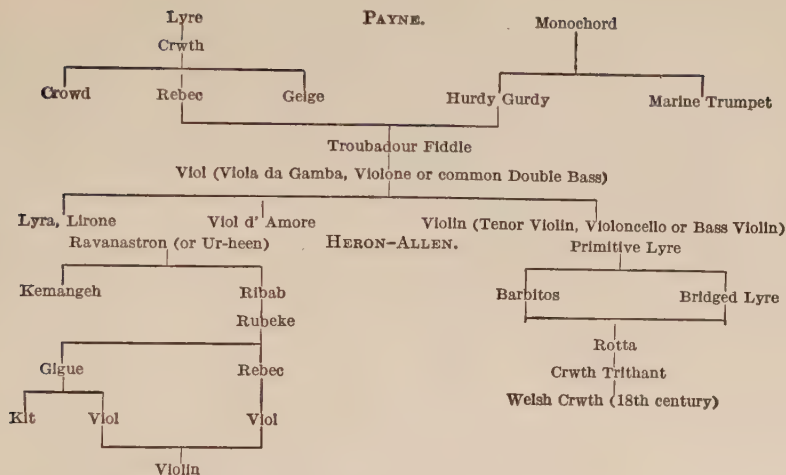 Lyre PAYNE. Monochord
Crwth
Crowd Rebec Geige Hurdy Gurdy Marine Trumpet
Troubadour Fiddle
Viol (Viola da Gamba, Violone or common Double Bass)
Lyra, Lirone Viol d' Amore Violin (Tenor Violin, Violoncello or Bass Violin)
Ravanastron (or Ur-heen) HERON-ALLEN. Primitive Lyre
Kemangeh Ribab Barbitos Bridged Lyre
Rubeke
Rotta
Gigue Rebec Crwth Trithant
Kit Viol Viol Welsh Crwth (18th century)
Violin